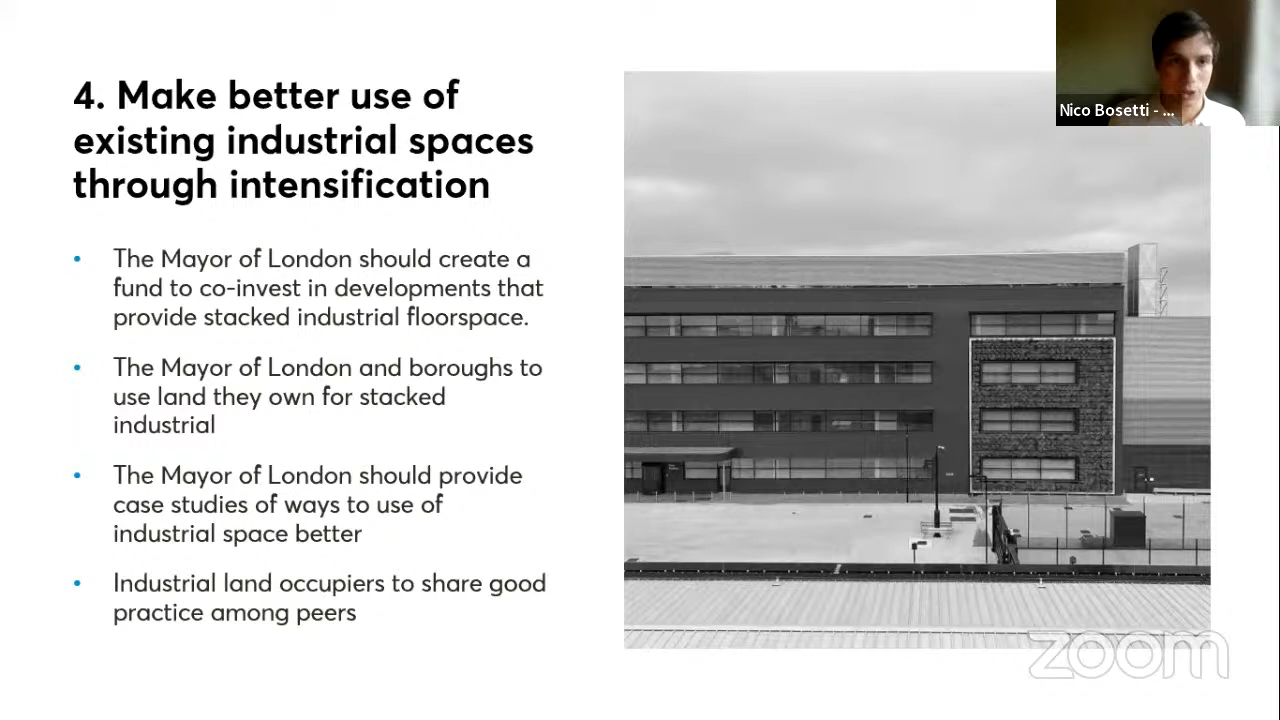 4. Make better use of
existing industrial spaces
through intensification
• The Mayor of London should create a
fund to co-invest in developments that
provide stacked industrial floorspace.
• The Mayor of London and boroughs to
use land they own for stacked
industrial
• The Mayor of London should provide
case studies of ways to use of
industrial space better
• Industrial land occupiers to share good
practice among peers
Nico Bosetti - ...
zoom